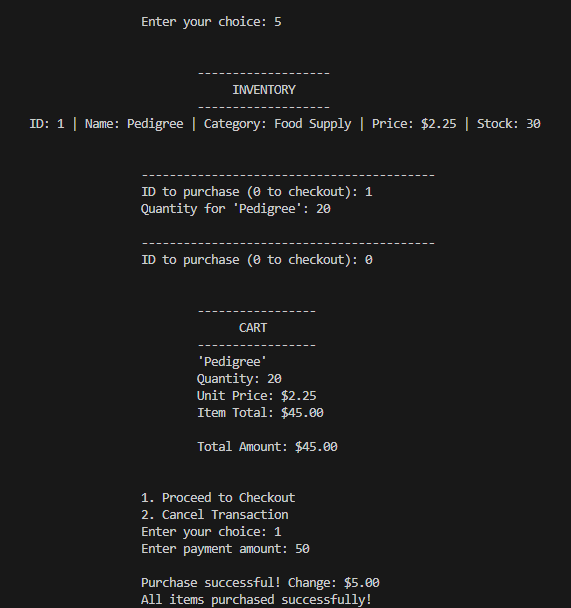 Enter your choice: 5
-------------------
INVENTORY
-------------------
ID: 1 | Name: Pedigree | Category: Food Supply | Price: $2.25 | Stock: 30
------------------------------------------
ID to purchase (0 to checkout): 1
Quantity for 'Pedigree': 20
------------------------------------------
ID to purchase (0 to checkout): 0
-----------------
CART
-----------------
'Pedigree'
Quantity: 20
Unit Price: $2.25
Item Total: $45.00
Total Amount: $45.00
1. Proceed to Checkout
2. Cancel Transaction
Enter your choice: 1
Enter payment amount: 50
Purchase successful! Change: $5.00
All items purchased successfully!